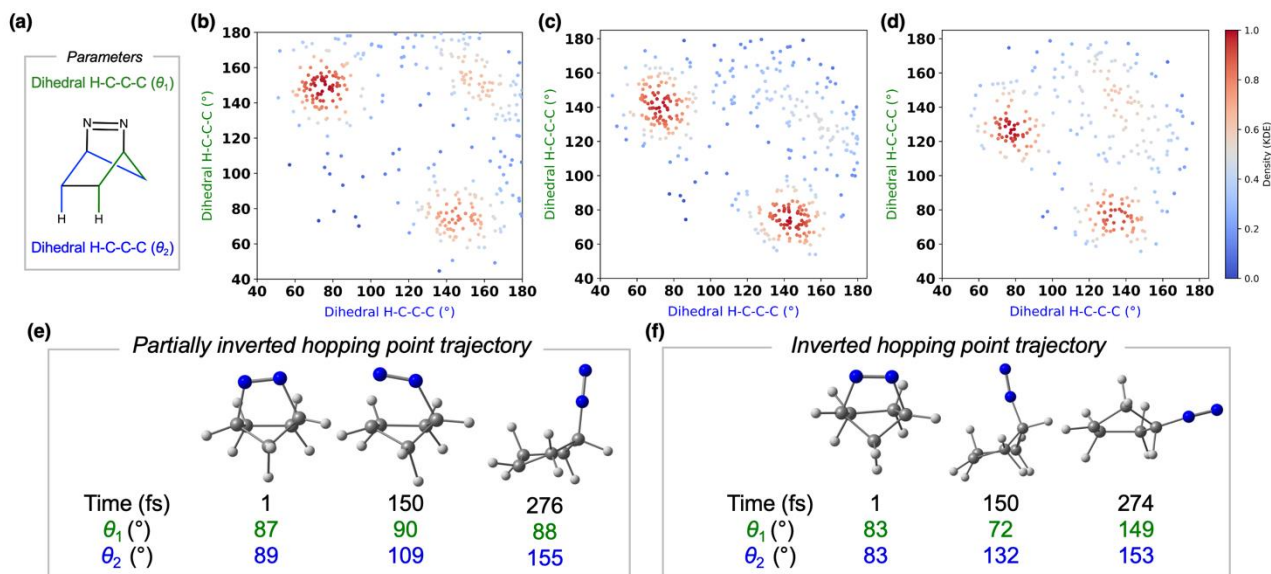 (a)
Parameters
Dihedral H-C-C-C (θ₁)
N N
H H
Dihedral H-C-C-C (θ₂)
(b)
180
160
140
120
100
80
60
40
Dihedral H-C-C-C (°)
40 60 80 100 120 140 160 180
Dihedral H-C-C-C (°)
(c)
180
160
140
120
100
80
60
40
Dihedral H-C-C-C (°)
40 60 80 100 120 140 160 180
Dihedral H-C-C-C (°)
(d)
180
160
140
120
100
80
60
40
Dihedral H-C-C-C (°)
40 60 80 100 120 140 160 180
Dihedral H-C-C-C (°)
1.0
0.8
0.6
0.4
0.2
0.0
Density (KDE)
(e)
Partially inverted hopping point trajectory
Time (fs) 1 150 276
θ₁ (°) 87 90 88
θ₂ (°) 89 109 155
(f)
Inverted hopping point trajectory
Time (fs) 1 150 274
θ₁ (°) 83 72 149
θ₂ (°) 83 132 153